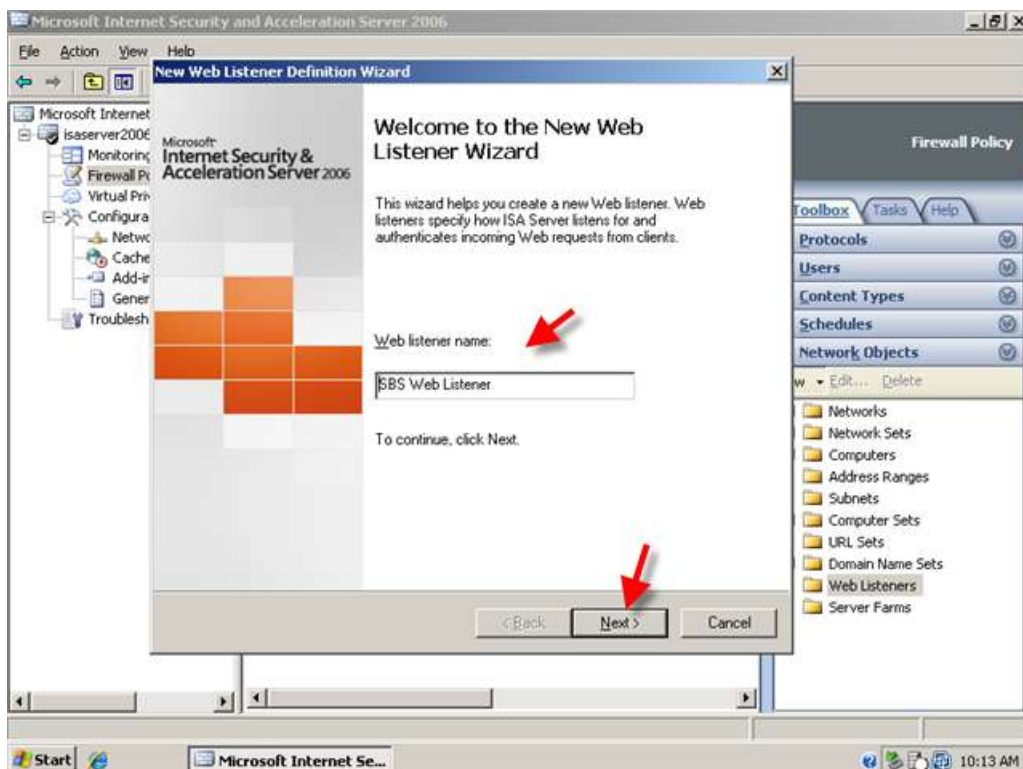 Microsoft Internet Security and Acceleration Server 2006
File Action View Help
New Web Listener Definition Wizard
Microsoft Internet
isaserver2006
Monitoring
Firewall Po
Virtual Priv
Configura
Netwo
Cache
Add-in
Gener
Troublesh
Microsoft
Internet Security &
Acceleration Server 2006
Welcome to the New Web
Listener Wizard
This wizard helps you create a new Web listener. Web
listeners specify how ISA Server listens for and
authenticates incoming Web requests from clients.
Web listener name:
SBS Web Listener
To continue, click Next.
< Back Next > Cancel
Firewall Policy
Toolbox Tasks Help
Protocols
Users
Content Types
Schedules
Network Objects
w Edit... Delete
Networks
Network Sets
Computers
Address Ranges
Subnets
Computer Sets
URL Sets
Domain Name Sets
Web Listeners
Server Farms
Start Microsoft Internet Se... 10:13 AM